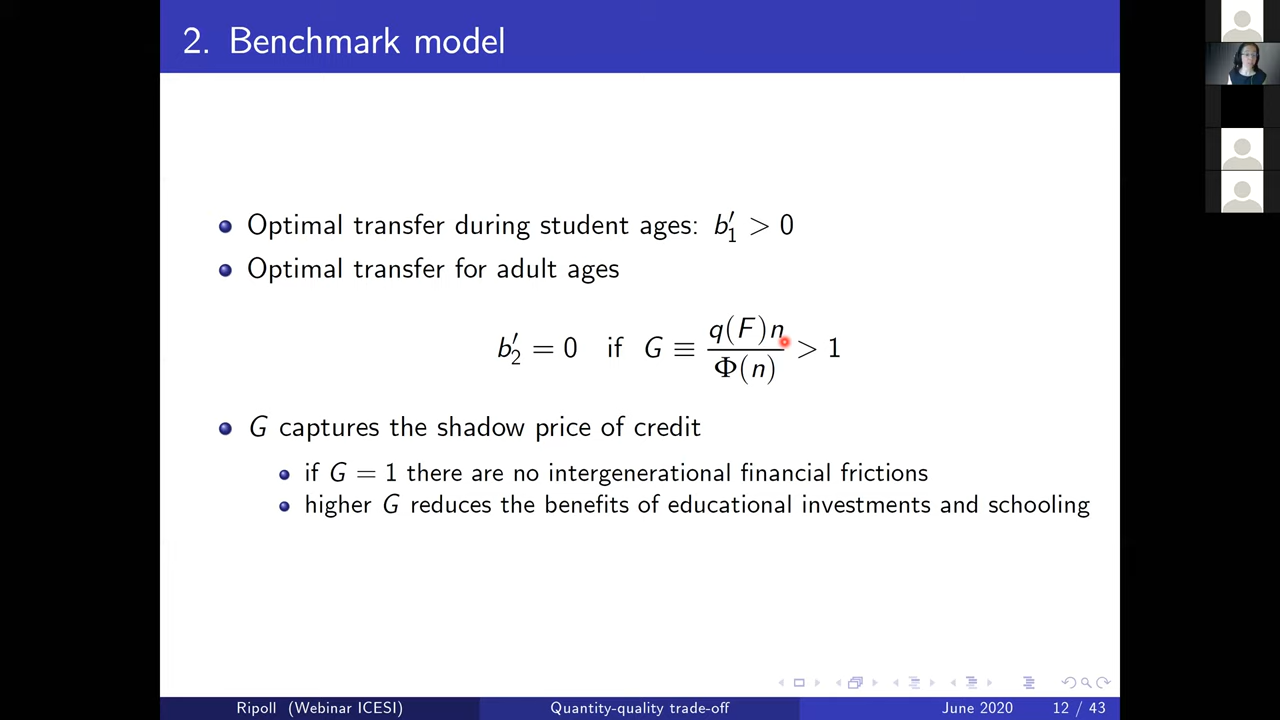 2. Benchmark model
Optimal transfer during student ages: b′₁ > 0
Optimal transfer for adult ages
b′₂ = 0 if G ≡ q(F)n / Φ(n) > 1
G captures the shadow price of credit
if G = 1 there are no intergenerational financial frictions
higher G reduces the benefits of educational investments and schooling
Ripoll (Webinar ICESI) Quantity-quality trade-off June 2020 12 / 43